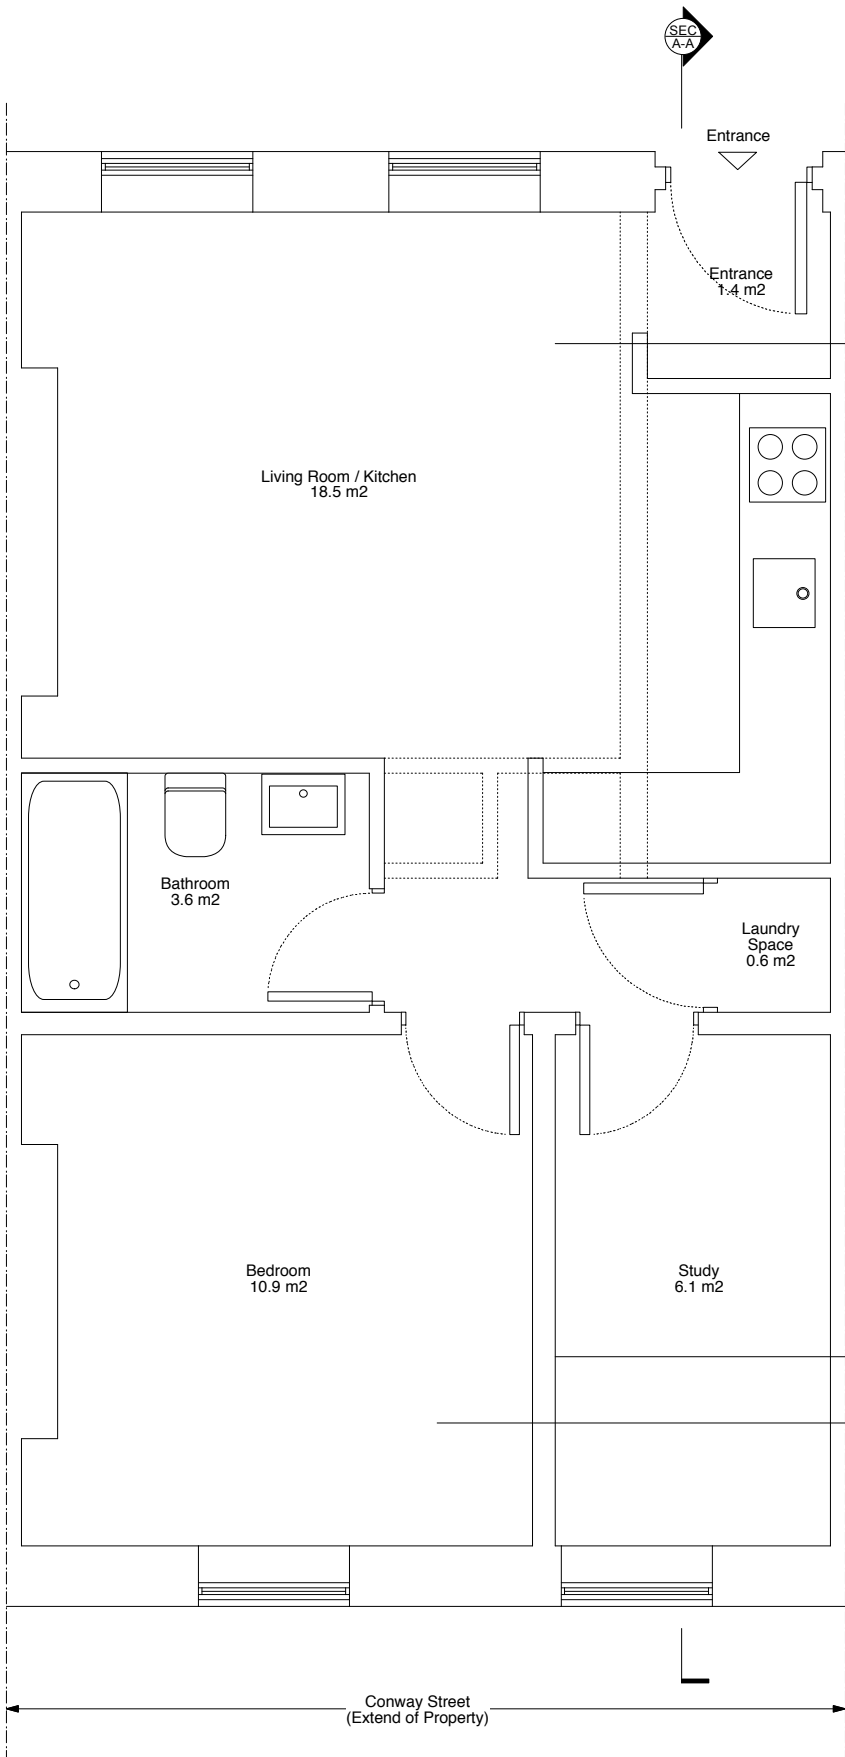 SEC
A-A
Entrance
Entrance
1.4 m2
Living Room / Kitchen
18.5 m2
Bathroom
3.6 m2
Laundry
Space
0.6 m2
Bedroom
10.9 m2
Study
6.1 m2
Conway Street
(Extend of Property)